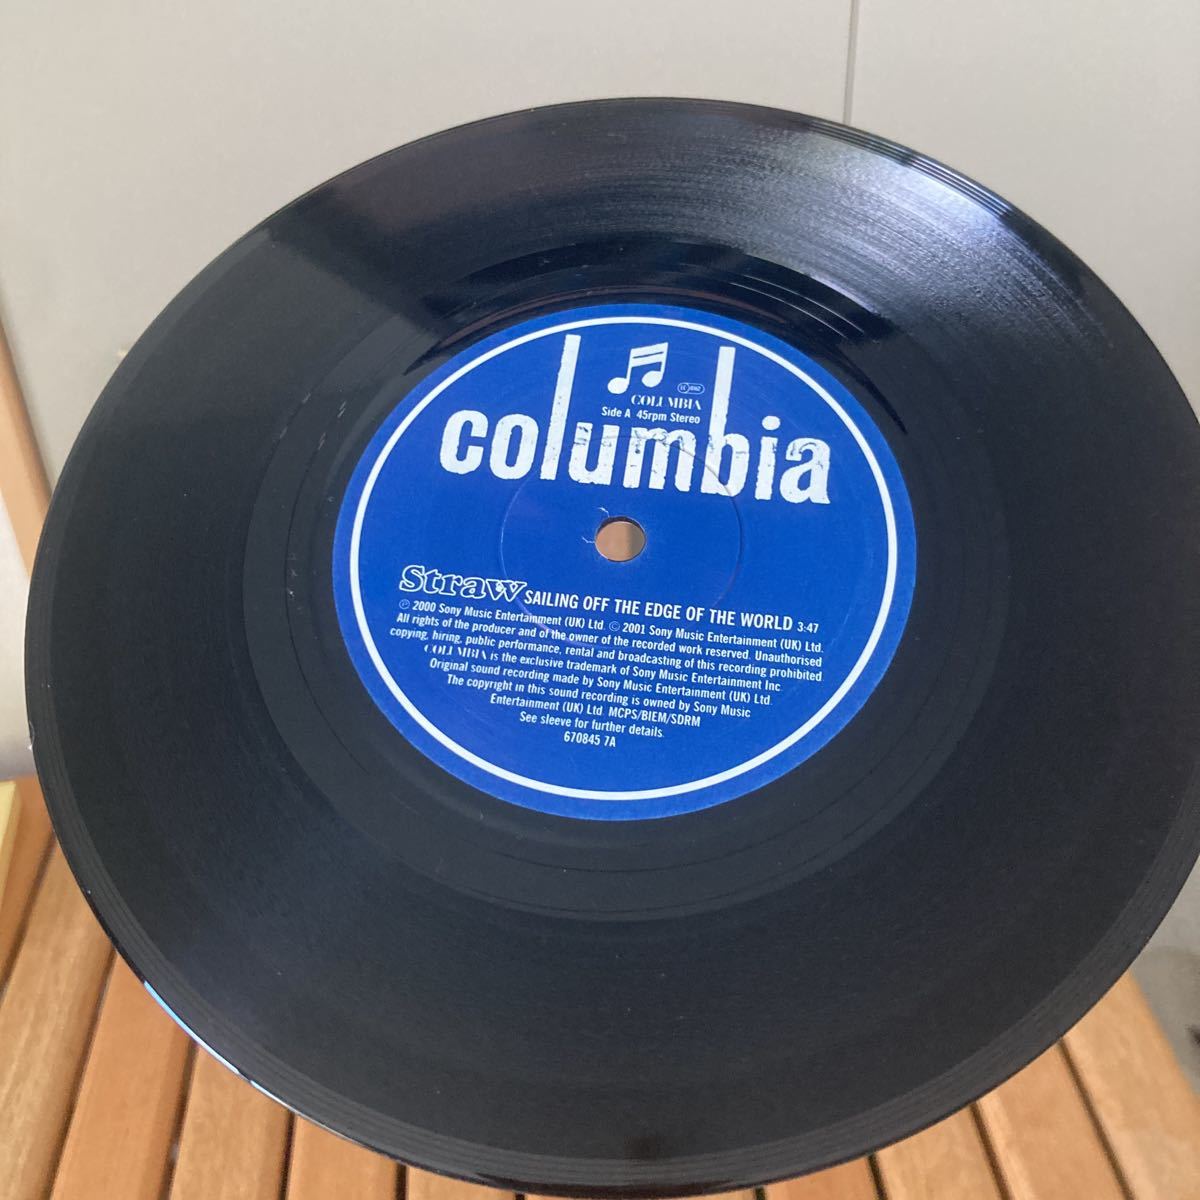 COLUMBIA
LC 0162
Side A 45rpm Stereo
columbia
Straw SAILING OFF THE EDGE OF THE WORLD 3:47
℗ 2000 Sony Music Entertainment (UK) Ltd. © 2001 Sony Music Entertainment (UK) Ltd.
All rights of the producer and of the owner of the recorded work reserved. Unauthorised
copying, hiring, public performance, rental and broadcasting of this recording prohibited
COLUMBIA is the exclusive trademark of Sony Music Entertainment Inc.
Original sound recording made by Sony Music Entertainment (UK) Ltd.
The copyright in this sound recording is owned by Sony Music
Entertainment (UK) Ltd. MCPS/BIEM/SDRM
See sleeve for further details.
670845 7A